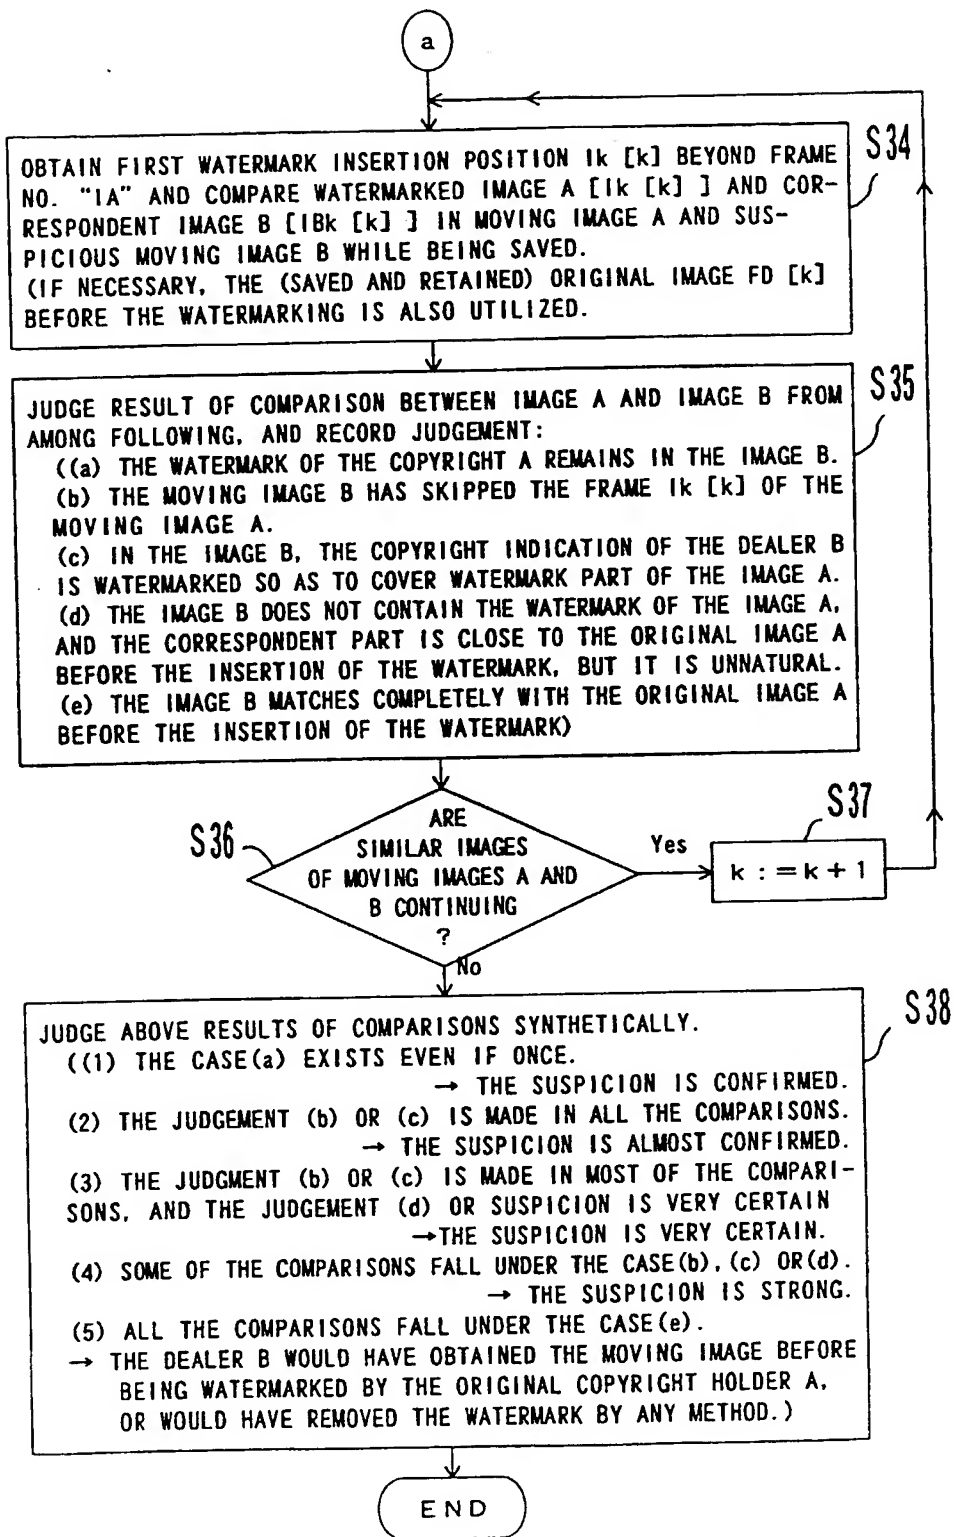 a
OBTAIN FIRST WATERMARK INSERTION POSITION Ik [k] BEYOND FRAME
NO. "IA" AND COMPARE WATERMARKED IMAGE A [Ik [k] ] AND COR-
RESPONDENT IMAGE B [IBk [k] ] IN MOVING IMAGE A AND SUS-
PICIOUS MOVING IMAGE B WHILE BEING SAVED.
(IF NECESSARY, THE (SAVED AND RETAINED) ORIGINAL IMAGE FD [k]
BEFORE THE WATERMARKING IS ALSO UTILIZED.
S34
JUDGE RESULT OF COMPARISON BETWEEN IMAGE A AND IMAGE B FROM
AMONG FOLLOWING, AND RECORD JUDGEMENT:
((a) THE WATERMARK OF THE COPYRIGHT A REMAINS IN THE IMAGE B.
(b) THE MOVING IMAGE B HAS SKIPPED THE FRAME Ik [k] OF THE
MOVING IMAGE A.
(c) IN THE IMAGE B, THE COPYRIGHT INDICATION OF THE DEALER B
IS WATERMARKED SO AS TO COVER WATERMARK PART OF THE IMAGE A.
(d) THE IMAGE B DOES NOT CONTAIN THE WATERMARK OF THE IMAGE A,
AND THE CORRESPONDENT PART IS CLOSE TO THE ORIGINAL IMAGE A
BEFORE THE INSERTION OF THE WATERMARK, BUT IT IS UNNATURAL.
(e) THE IMAGE B MATCHES COMPLETELY WITH THE ORIGINAL IMAGE A
BEFORE THE INSERTION OF THE WATERMARK)
S35
S36
ARE
SIMILAR IMAGES
OF MOVING IMAGES A AND
B CONTINUING
?
Yes
S37
k : =k + 1
No
JUDGE ABOVE RESULTS OF COMPARISONS SYNTHETICALLY.
((1) THE CASE(a) EXISTS EVEN IF ONCE.
→ THE SUSPICION IS CONFIRMED.
(2) THE JUDGEMENT (b) OR (c) IS MADE IN ALL THE COMPARISONS.
→ THE SUSPICION IS ALMOST CONFIRMED.
(3) THE JUDGMENT (b) OR (c) IS MADE IN MOST OF THE COMPARI-
SONS, AND THE JUDGEMENT (d) OR SUSPICION IS VERY CERTAIN
→THE SUSPICION IS VERY CERTAIN.
(4) SOME OF THE COMPARISONS FALL UNDER THE CASE(b),(c) OR(d).
→ THE SUSPICION IS STRONG.
(5) ALL THE COMPARISONS FALL UNDER THE CASE(e).
→ THE DEALER B WOULD HAVE OBTAINED THE MOVING IMAGE BEFORE
BEING WATERMARKED BY THE ORIGINAL COPYRIGHT HOLDER A,
OR WOULD HAVE REMOVED THE WATERMARK BY ANY METHOD.)
S38
END